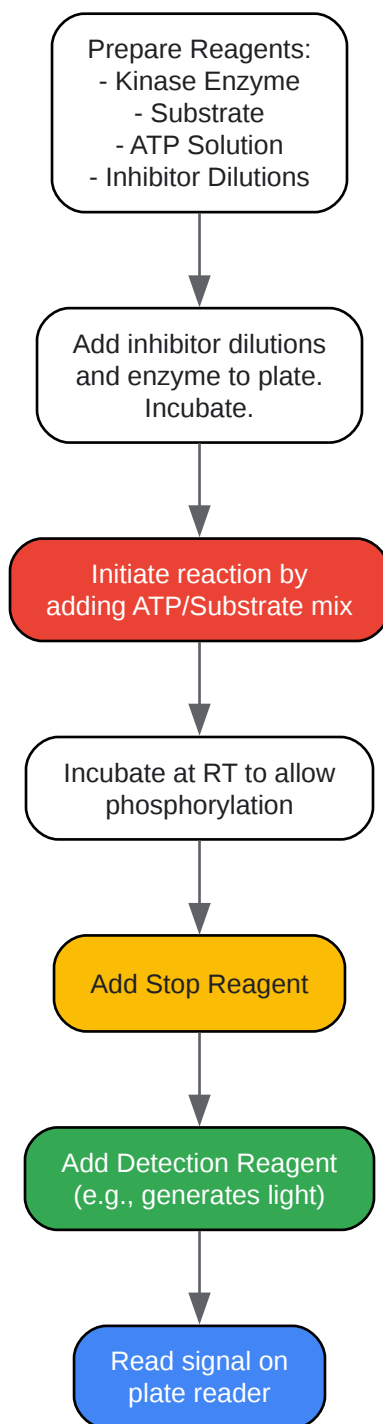 Prepare Reagents:
- Kinase Enzyme
- Substrate
- ATP Solution
- Inhibitor Dilutions
Add inhibitor dilutions
and enzyme to plate.
Incubate.
Initiate reaction by
adding ATP/Substrate mix
Incubate at RT to allow
phosphorylation
Add Stop Reagent
Add Detection Reagent
(e.g., generates light)
Read signal on
plate reader